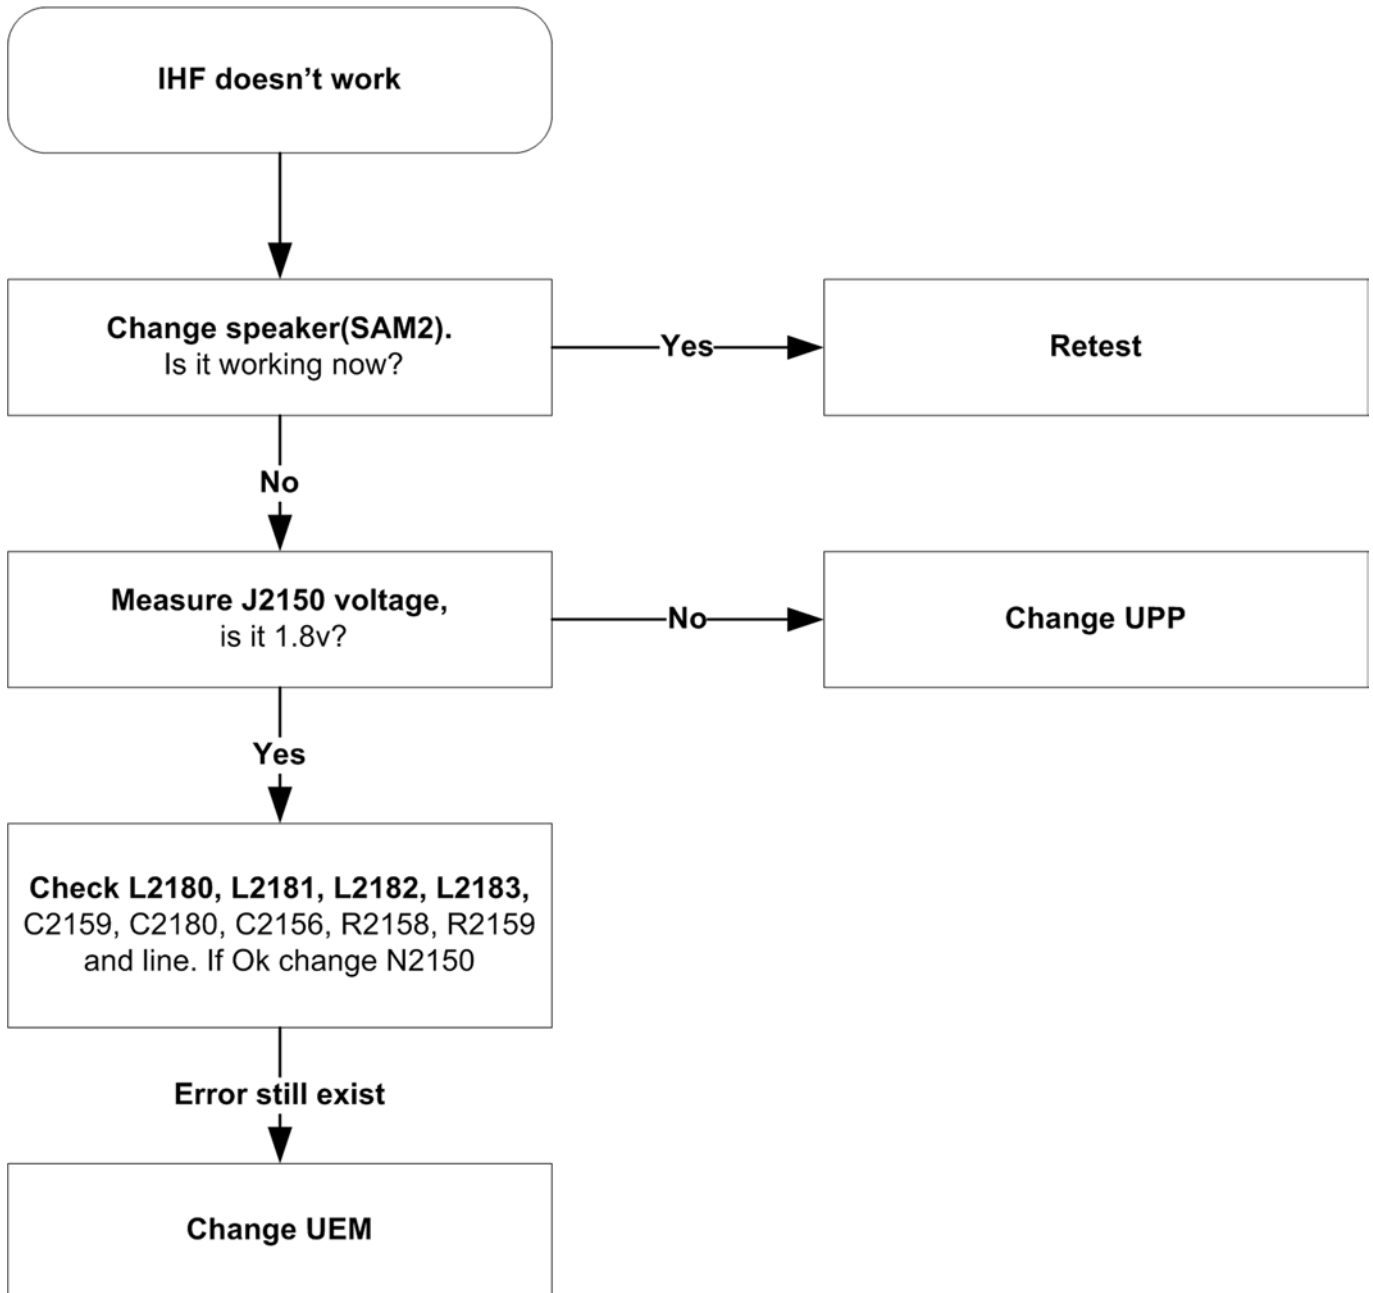 IHF doesn’t work
Change speaker(SAM2).
Is it working now?
Yes
Retest
No
Measure J2150 voltage,
is it 1.8v?
No
Change UPP
Yes
Check L2180, L2181, L2182, L2183,
C2159, C2180, C2156, R2158, R2159
and line. If Ok change N2150
Error still exist
Change UEM